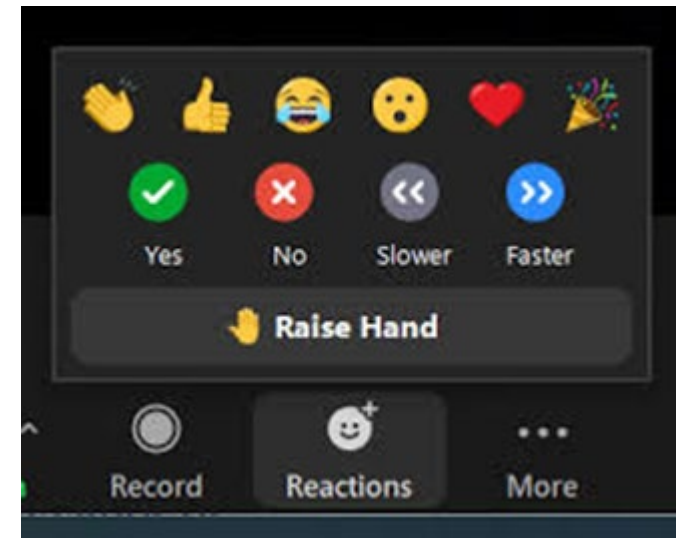 Yes No Slower Faster
Raise Hand
Record Reactions More